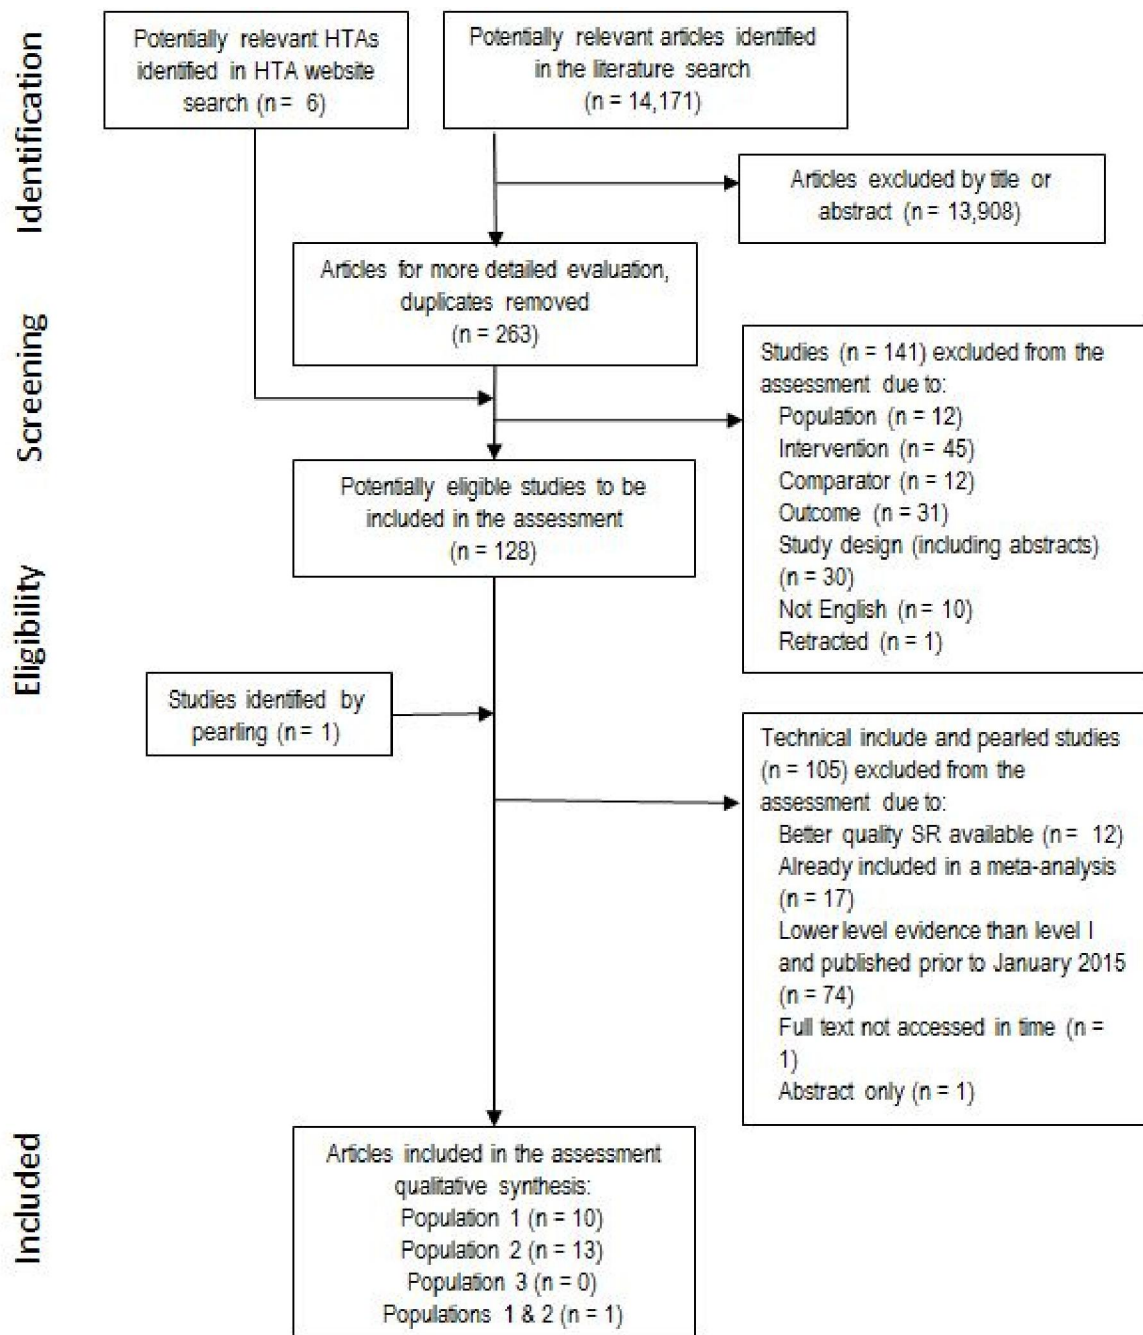 Identification
Potentially relevant HTAs
identified in HTA website
search (n = 6)
Potentially relevant articles identified
in the literature search
(n = 14,171)
Articles excluded by title or
abstract (n = 13,908)
Articles for more detailed evaluation,
duplicates removed
(n = 263)
Screening
Studies (n = 141) excluded from the
assessment due to:
Population (n = 12)
Intervention (n = 45)
Comparator (n = 12)
Outcome (n = 31)
Study design (including abstracts)
(n = 30)
Not English (n = 10)
Retracted (n = 1)
Potentially eligible studies to be
included in the assessment
(n = 128)
Eligibility
Studies identified by
pearling (n = 1)
Technical include and pearled studies
(n = 105) excluded from the
assessment due to:
Better quality SR available (n = 12)
Already included in a meta-analysis
(n = 17)
Lower level evidence than level I
and published prior to January 2015
(n = 74)
Full text not accessed in time (n =
1)
Abstract only (n = 1)
Included
Articles included in the assessment
qualitative synthesis:
Population 1 (n = 10)
Population 2 (n = 13)
Population 3 (n = 0)
Populations 1 & 2 (n = 1)